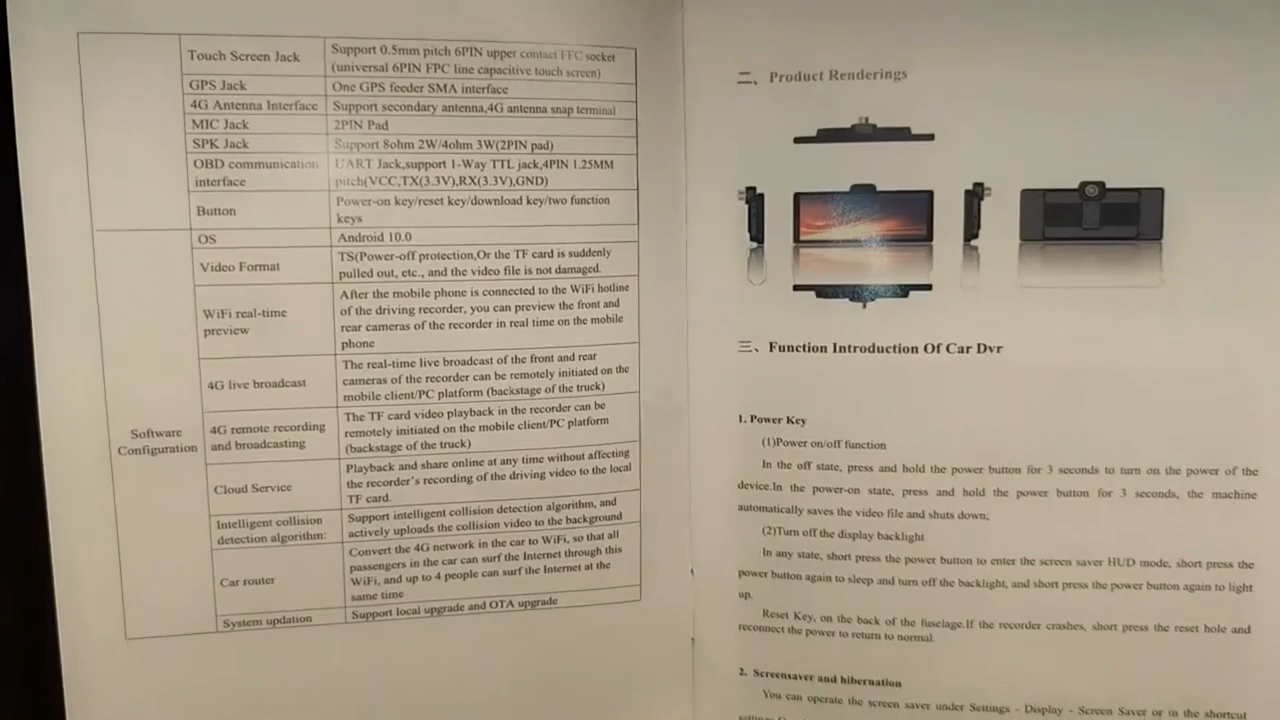 Touch Screen Jack
Support 0.5mm pitch 6PIN upper contact FFC socket
(universal 6PIN FPC line capacitive touch screen)
GPS Jack
One GPS feeder SMA interface
4G Antenna Interface
Support secondary antenna,4G antenna snap terminal
MIC Jack
2PIN Pad
SPK Jack
Support 8ohm 2W/4ohm 3W(2PIN pad)
OBD communication
interface
UART Jack,support 1-Way TTL jack,4PIN 1.25MM
pitch(VCC,TX(3.3V),RX(3.3V),GND)
Button
Power-on key/reset key/download key/two function
keys
Software
Configuration
OS
Android 10.0
Video Format
TS(Power-off protection,Or the TF card is suddenly
pulled out, etc., and the video file is not damaged.
WiFi real-time
preview
After the mobile phone is connected to the WiFi hotline
of the driving recorder, you can preview the front and
rear cameras of the recorder in real time on the mobile
phone
4G live broadcast
The real-time live broadcast of the front and rear
cameras of the recorder can be remotely initiated on the
mobile client/PC platform (backstage of the truck)
4G remote recording
and broadcasting
The TF card video playback in the recorder can be
remotely initiated on the mobile client/PC platform
(backstage of the truck)
Cloud Service
Playback and share online at any time without affecting
the recorder's recording of the driving video to the local
TF card.
Intelligent collision
detection algorithm:
Support intelligent collision detection algorithm, and
actively uploads the collision video to the background
Car router
Convert the 4G network in the car to WiFi, so that all
passengers in the car can surf the Internet through this
WiFi, and up to 4 people can surf the Internet at the
same time
System updation
Support local upgrade and OTA upgrade
二、Product Renderings
三、Function Introduction Of Car Dvr
1. Power Key
(1)Power on/off function
In the off state, press and hold the power button for 3 seconds to turn on the power of the
device.In the power-on state, press and hold the power button for 3 seconds, the machine
automatically saves the video file and shuts down;
(2)Turn off the display backlight
In any state, short press the power button to enter the screen saver HUD mode, short press the
power button again to sleep and turn off the backlight, and short press the power button again to light
up.
Reset Key, on the back of the fuselage.If the recorder crashes, short press the reset hole and
reconnect the power to return to normal.
2. Screensaver and hibernation
You can operate the screen saver under Settings - Display - Screen Saver or in the shortcut